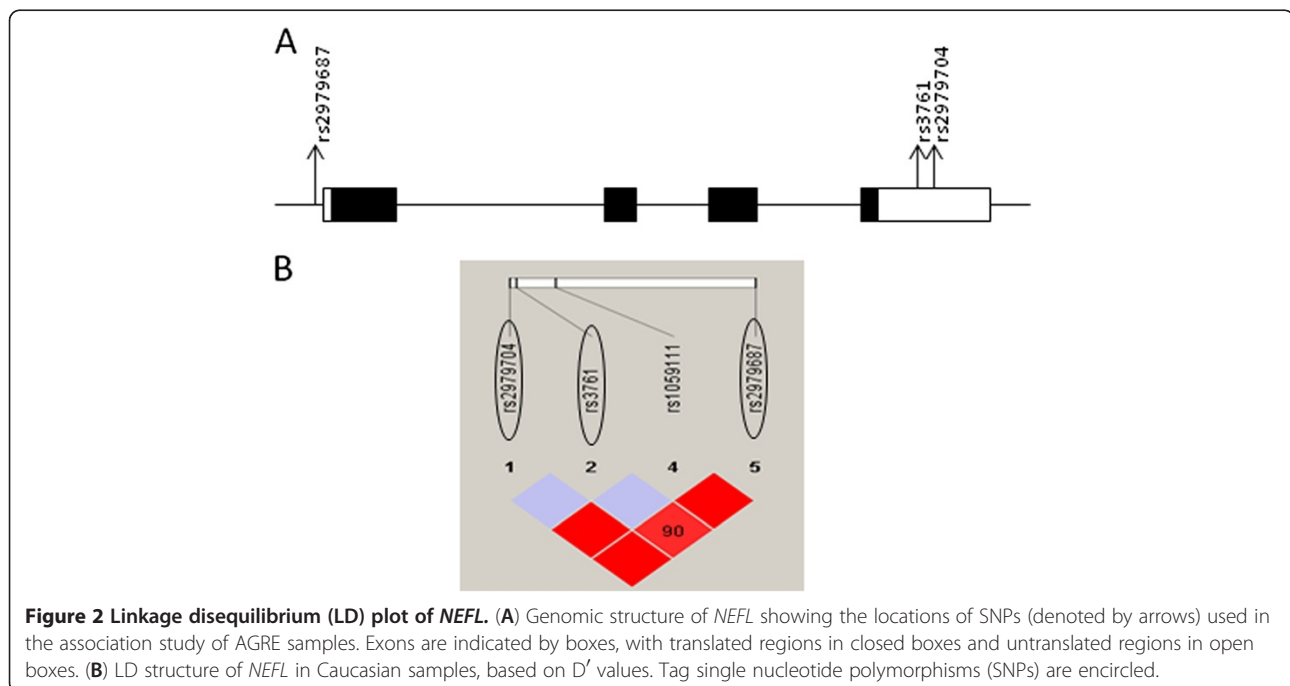 A
rs2979687
rs3761
rs2979704
B
rs2979704
rs3761
rs1059111
rs2979687
1 2 4 5
90
Figure 2 Linkage disequilibrium (LD) plot of NEFL. (A) Genomic structure of NEFL showing the locations of SNPs (denoted by arrows) used in
the association study of AGRE samples. Exons are indicated by boxes, with translated regions in closed boxes and untranslated regions in open
boxes. (B) LD structure of NEFL in Caucasian samples, based on D′ values. Tag single nucleotide polymorphisms (SNPs) are encircled.